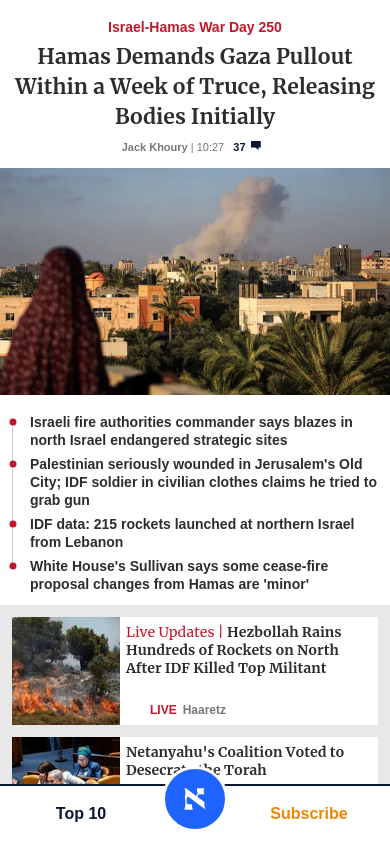 Israel-Hamas War Day 250
Hamas Demands Gaza Pullout
Within a Week of Truce, Releasing
Bodies Initially
Jack Khoury | 10:27 37
Israeli fire authorities commander says blazes in
north Israel endangered strategic sites
Palestinian seriously wounded in Jerusalem's Old
City; IDF soldier in civilian clothes claims he tried to
grab gun
IDF data: 215 rockets launched at northern Israel
from Lebanon
White House's Sullivan says some cease-fire
proposal changes from Hamas are 'minor'
Live Updates | Hezbollah Rains
Hundreds of Rockets on North
After IDF Killed Top Militant
LIVE Haaretz
Netanyahu's Coalition Voted to
Desecrate the Torah
Top 10
Subscribe